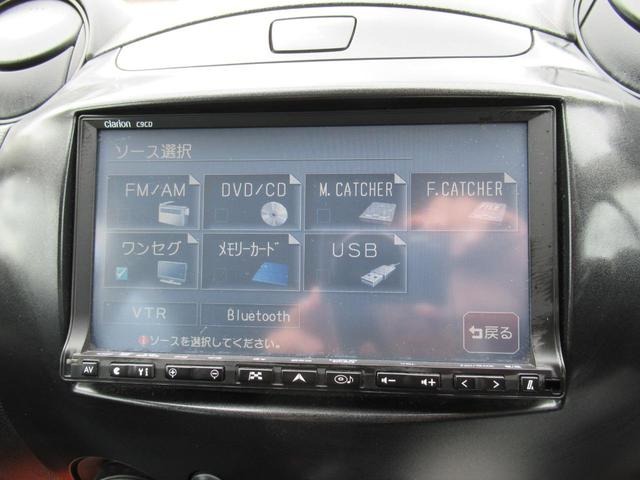 Clarion C9CD
ソース選択
FM/AM DVD/CD M.CATCHER F.CATCHER
ワンセグ メモリーカード USB
VTR Bluetooth
ソースを選択してください。
戻る
AV